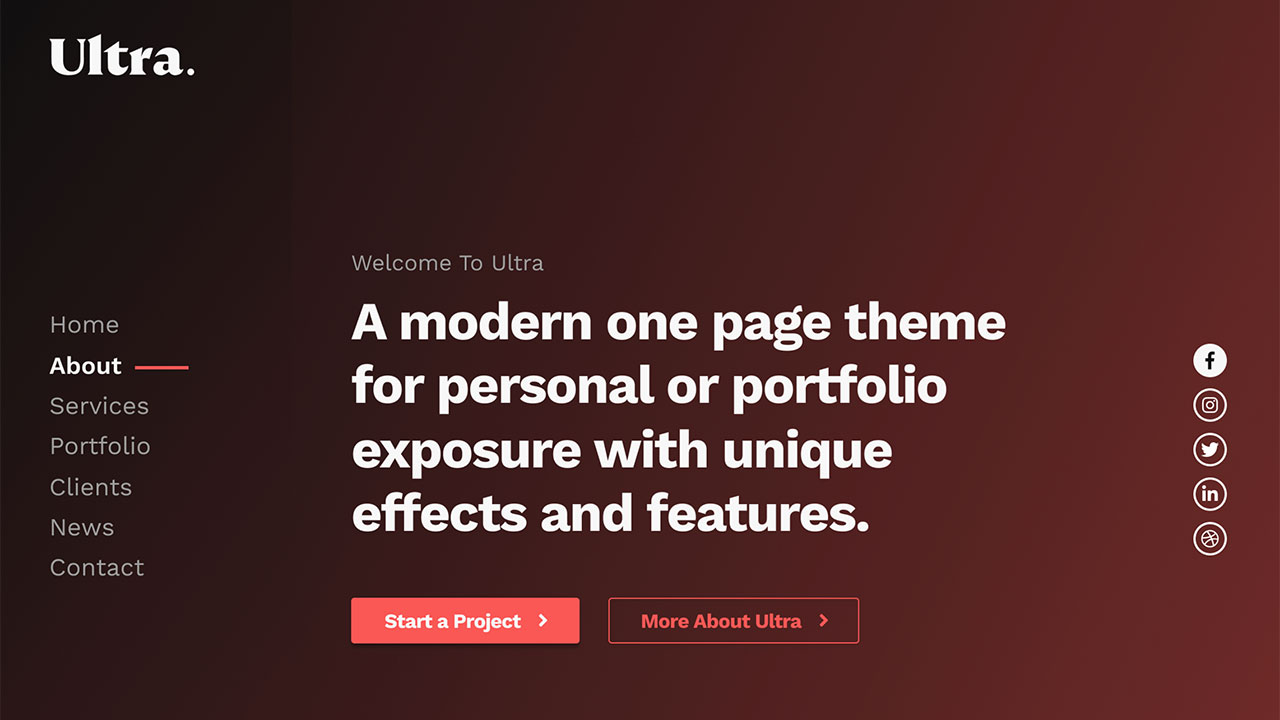 Ultra.
Home
About
Services
Portfolio
Clients
News
Contact
Welcome To Ultra
A modern one page theme
for personal or portfolio
exposure with unique
effects and features.
Start a Project
More About Ultra